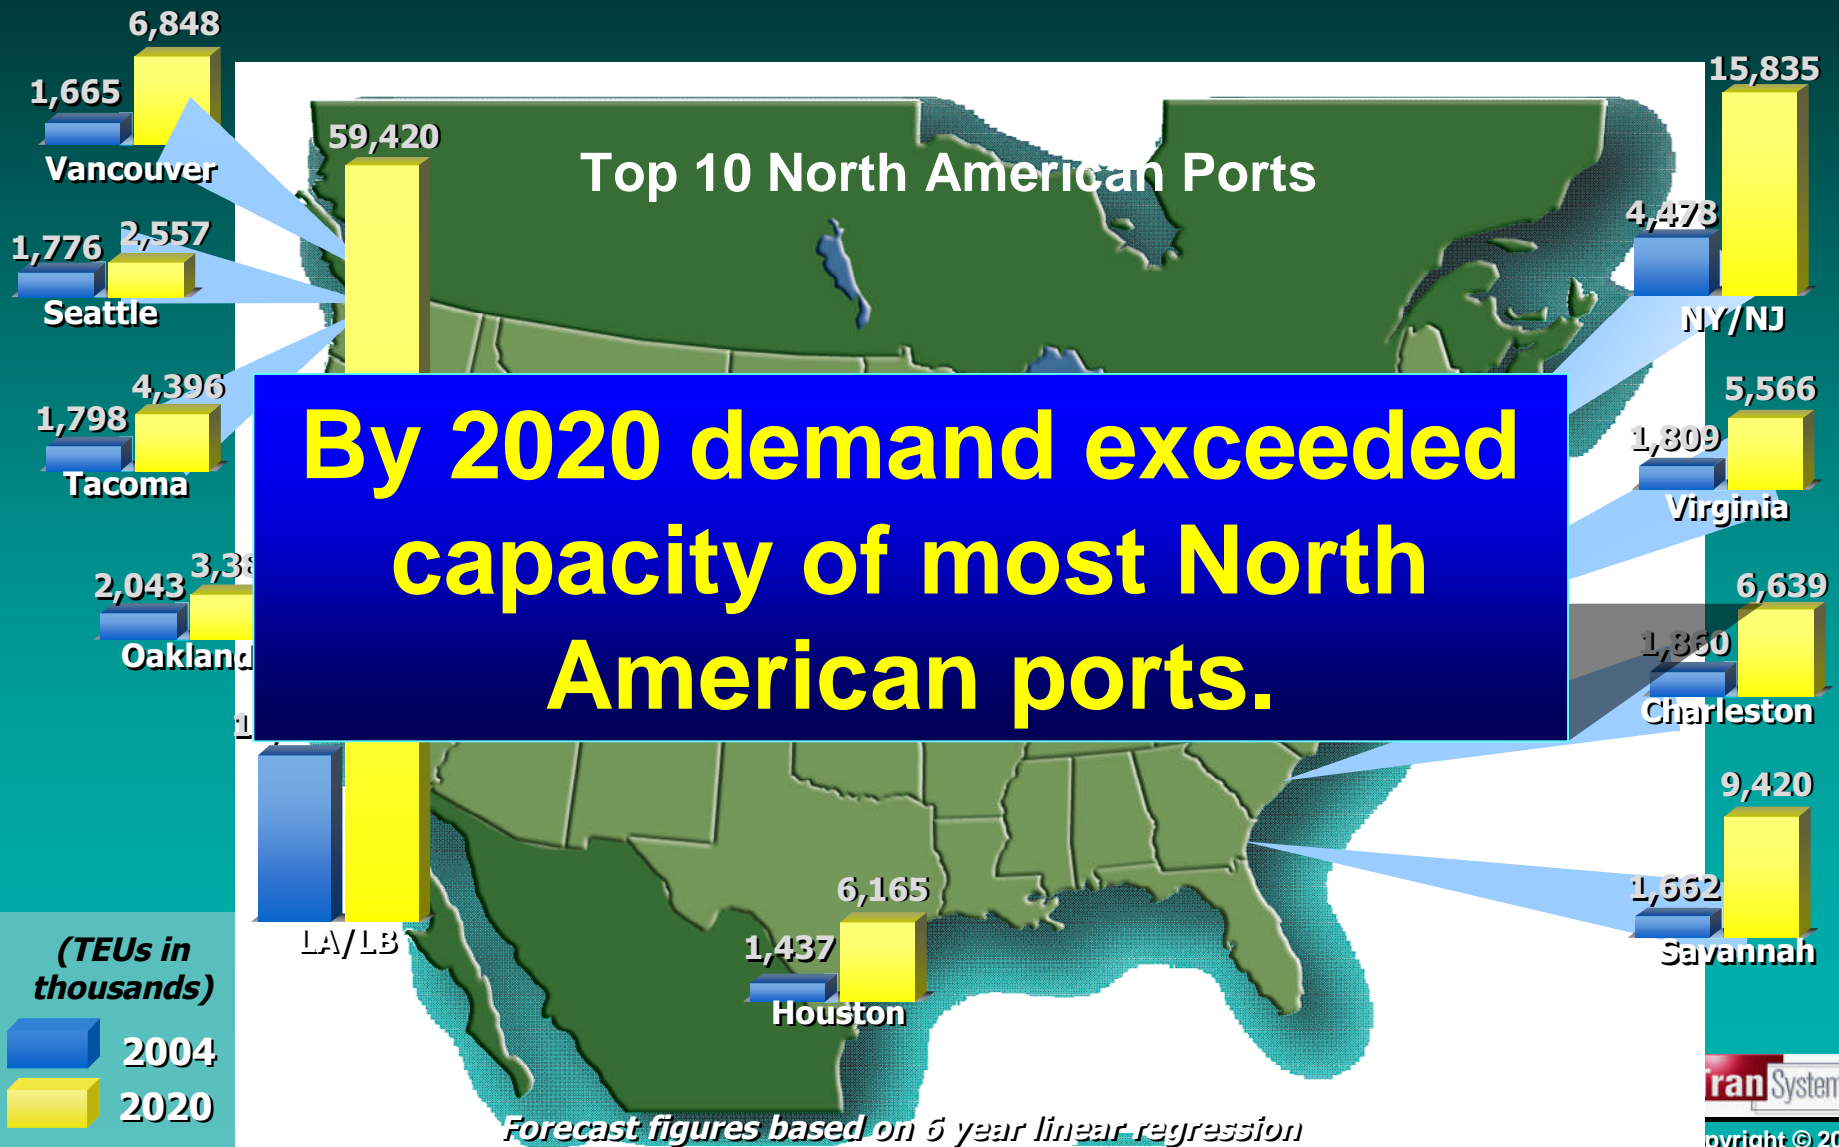 6,848
1,665
Vancouver
59,420
Top 10 North American Ports
15,835
4,478
NY/NJ
1,776 2,557
Seattle
4,396
1,798
Tacoma
5,566
1,809
Virginia
By 2020 demand exceeded
capacity of most North
American ports.
2,043
Oakland
6,639
1,860
Charleston
LA/LB
9,420
1,662
Savannah
6,165
1,437
Houston
(TEUs in
thousands)
2004
2020
Forecast figures based on 6 year linear regression